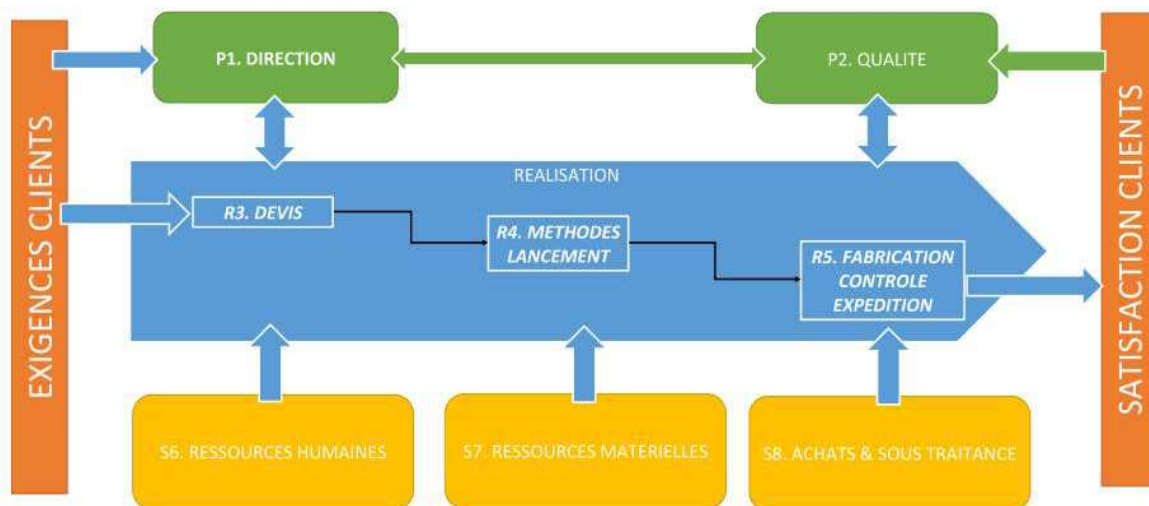 EXIGENCES CLIENTS
P1. DIRECTION
P2. QUALITE
REALISATION
R3. DEVIS
R4. METHODES
LANCEMENT
R5. FABRICATION
CONTROLE
EXPEDITION
S6. RESSOURCES HUMAINES
S7. RESSOURCES MATERIELLES
S8. ACHATS & SOUS TRAITANCE
SATISFACTION CLIENTS